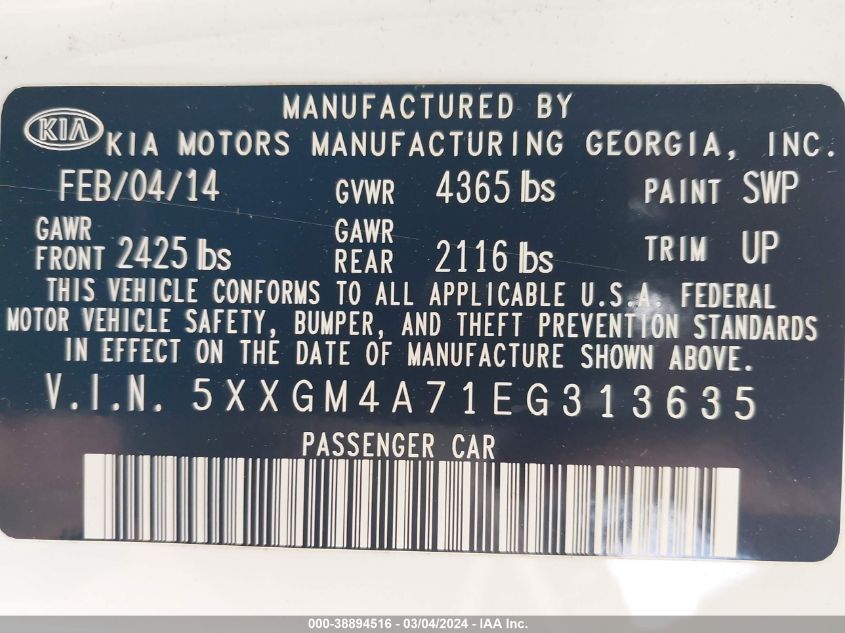 MANUFACTURED BY
KIA KIA MOTORS MANUFACTURING GEORGIA, INC.
FEB/04/14 GVWR 4365 lbs PAINT SWP
GAWR FRONT 2425 lbs GAWR REAR 2116 lbs TRIM UP
THIS VEHICLE CONFORMS TO ALL APPLICABLE U.S.A. FEDERAL
MOTOR VEHICLE SAFETY, BUMPER, AND THEFT PREVENTION STANDARDS
IN EFFECT ON THE DATE OF MANUFACTURE SHOWN ABOVE.
V.I.N. 5XXGM4A71EG313635
PASSENGER CAR
000-38894516 - 03/04/2024 - IAA Inc.